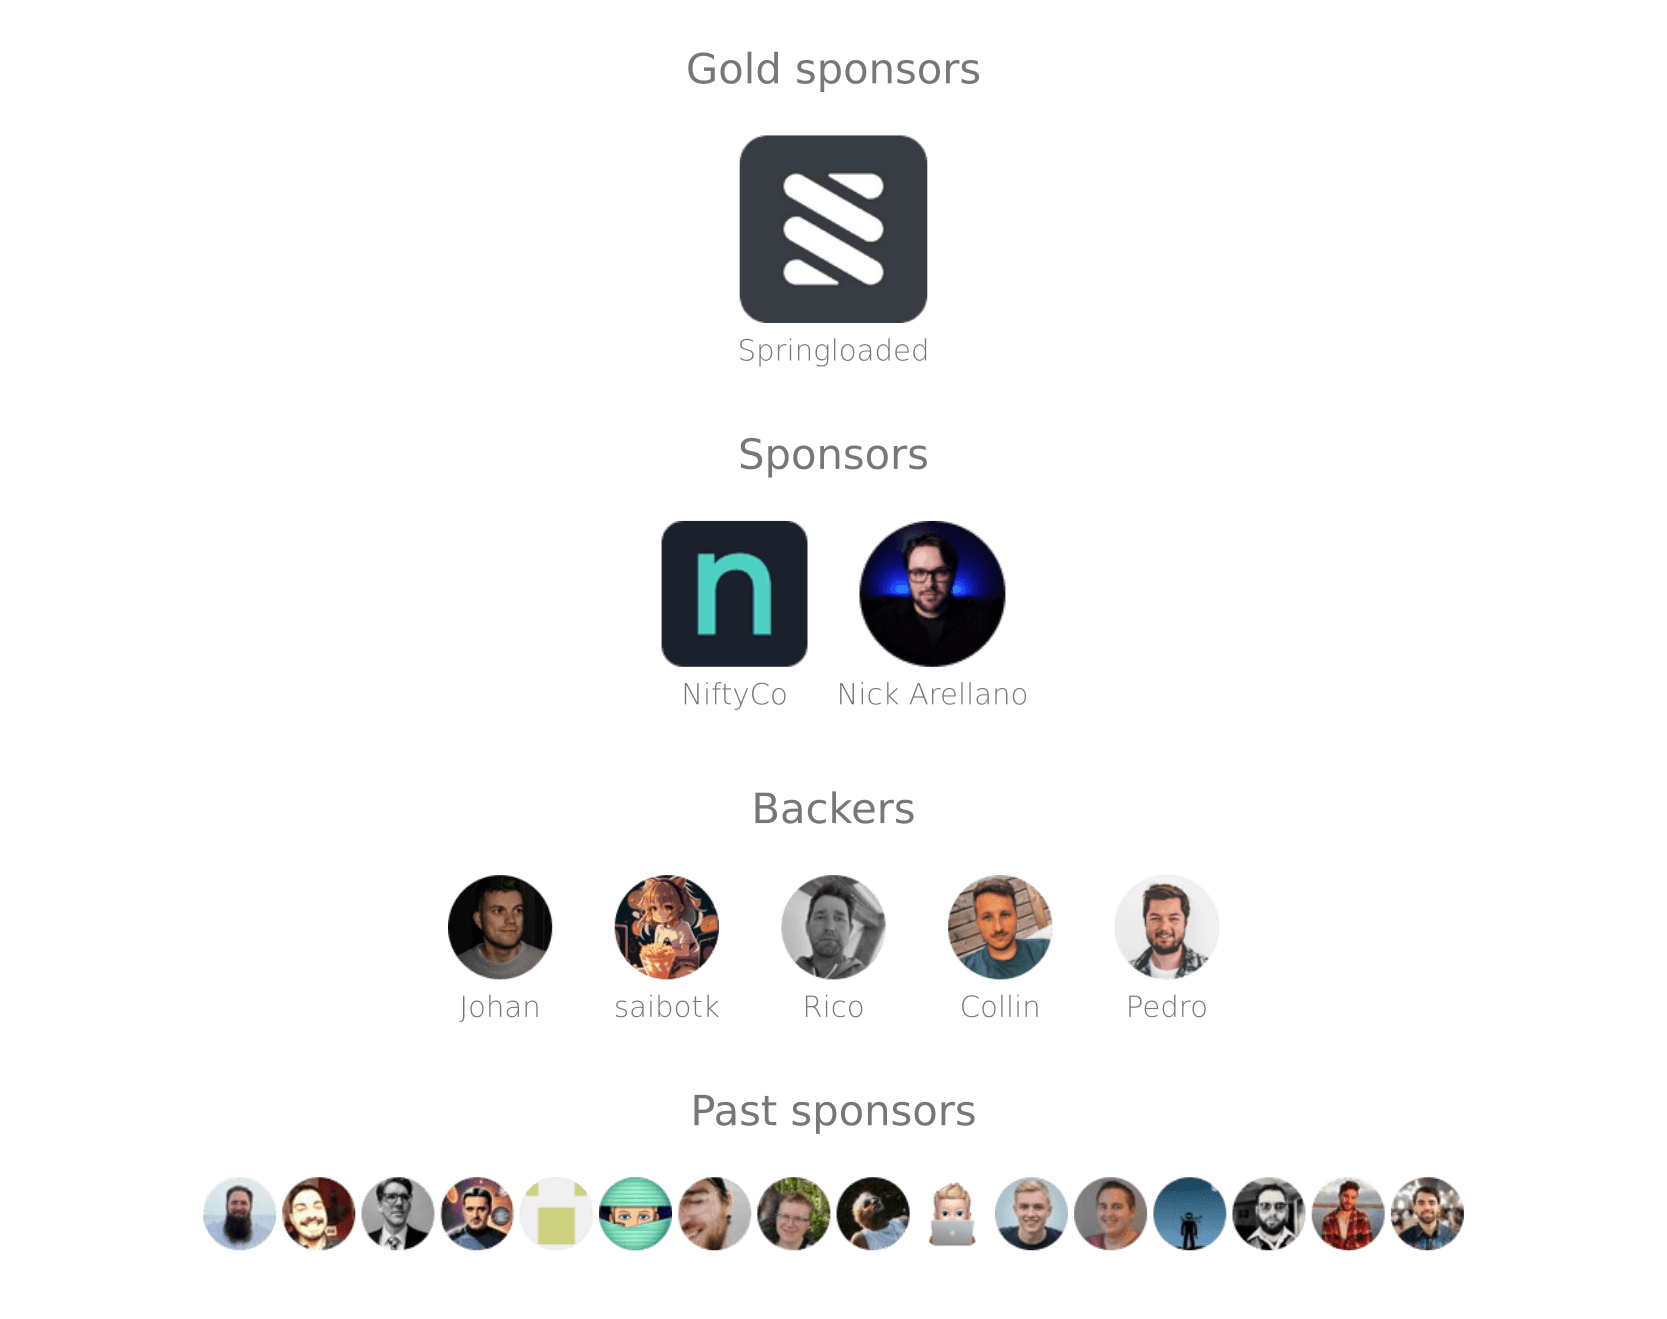 Gold sponsors
Springloaded
Sponsors
n
NiftyCo Nick Arellano
Backers
Johan saibotk Rico Collin Pedro
Past sponsors